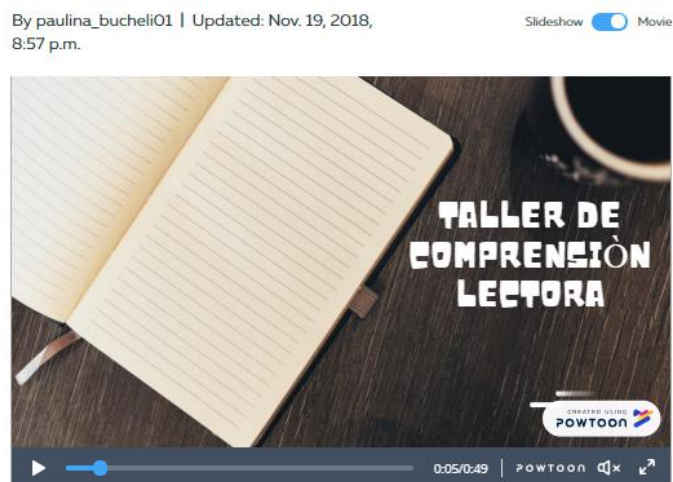 By paulina_bucheli01 | Updated: Nov. 19, 2018,
8:57 p.m.
Slideshow Movie
TALLER DE
COMPRENSIÒN
LECTORA
CREATED USING
POWTOON
0:05/0:49 | POWTOON